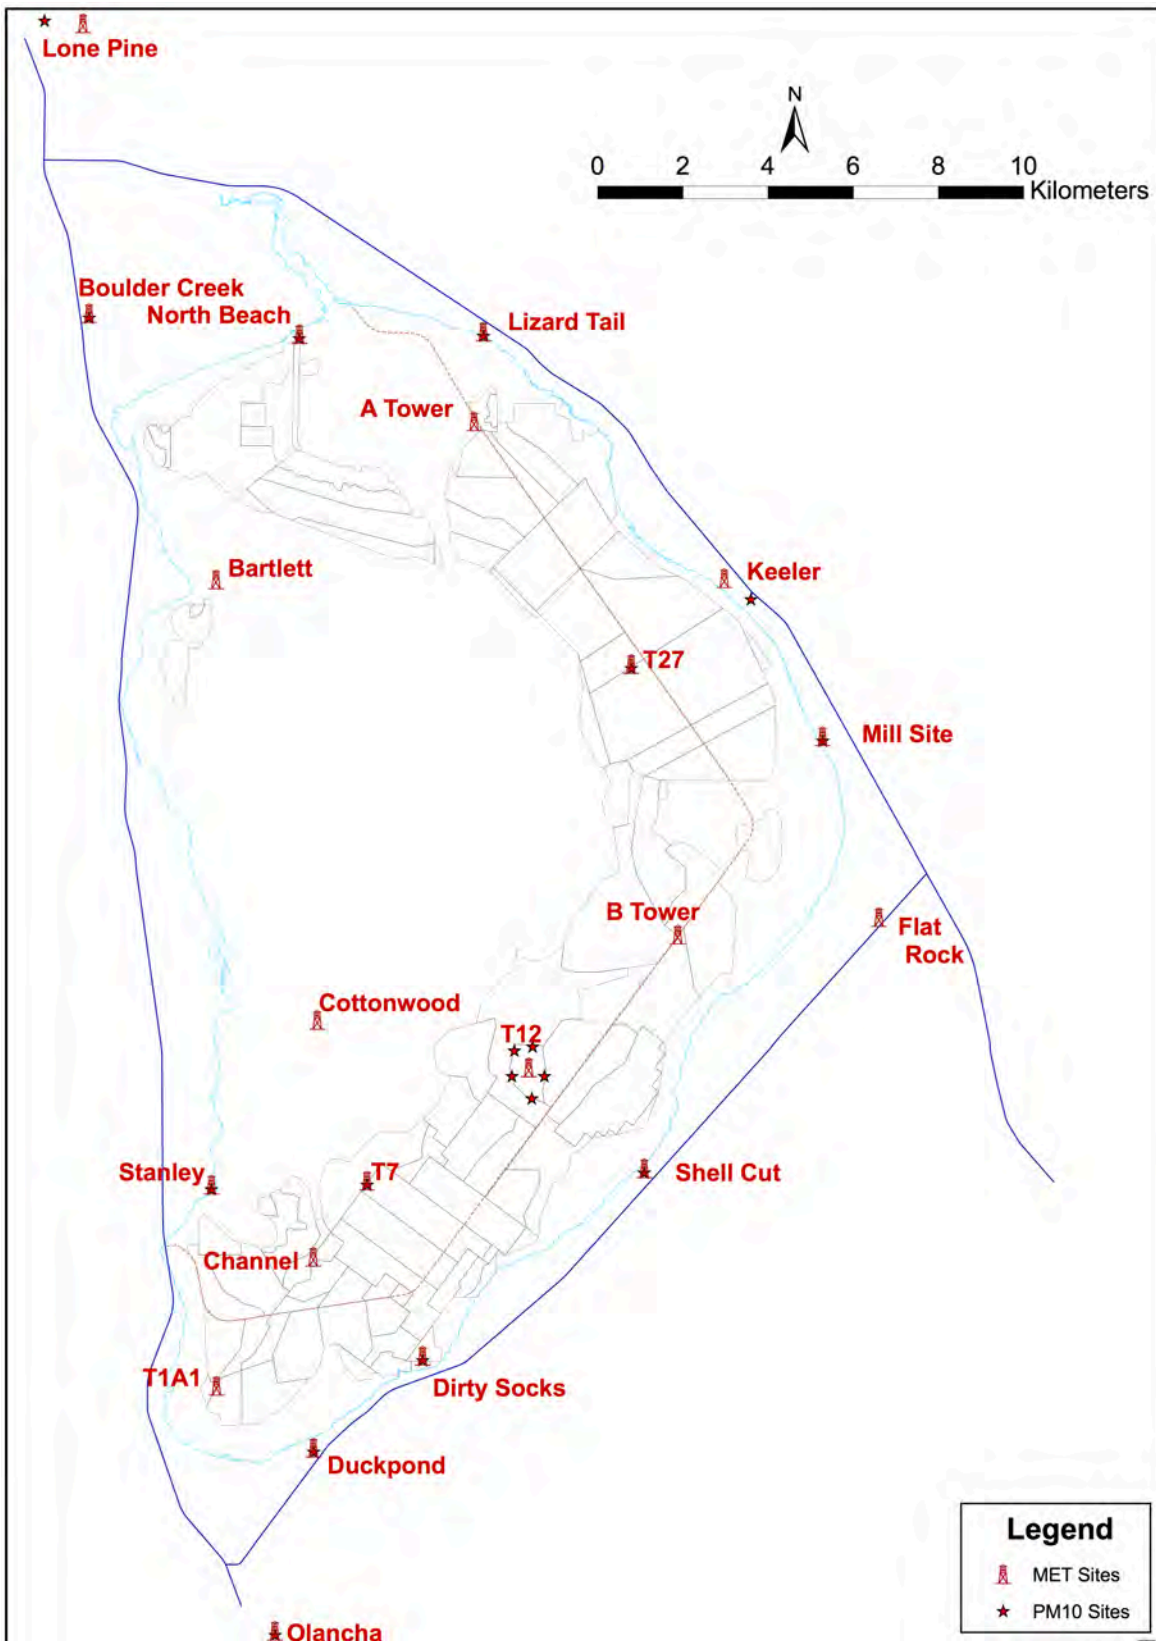 Lone Pine
N
0 2 4 6 8 10
Kilometers
Boulder Creek
North Beach
Lizard Tail
A Tower
Bartlett
Keeler
T27
Mill Site
B Tower
Flat
Rock
Cottonwood
T12
Stanley
T7
Shell Cut
Channel
T1A1
Dirty Socks
Duckpond
Olancha
Legend
MET Sites
PM10 Sites